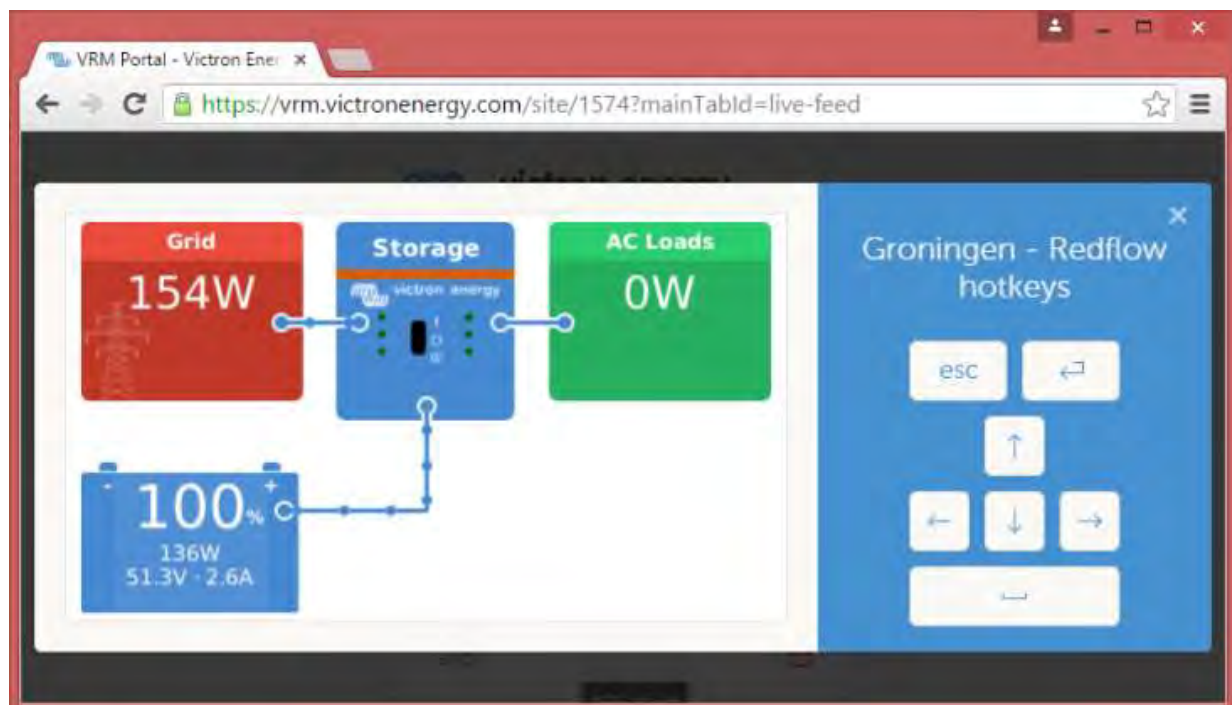 VRM Portal - Victron Ener
https://vrm.victronenergy.com/site/1574?mainTabId=live-feed
Grid
154W
Storage
victron energy
AC Loads
0W
100%
- +
136W
51.3V - 2.6A
Groningen - Redflow
hotkeys
esc